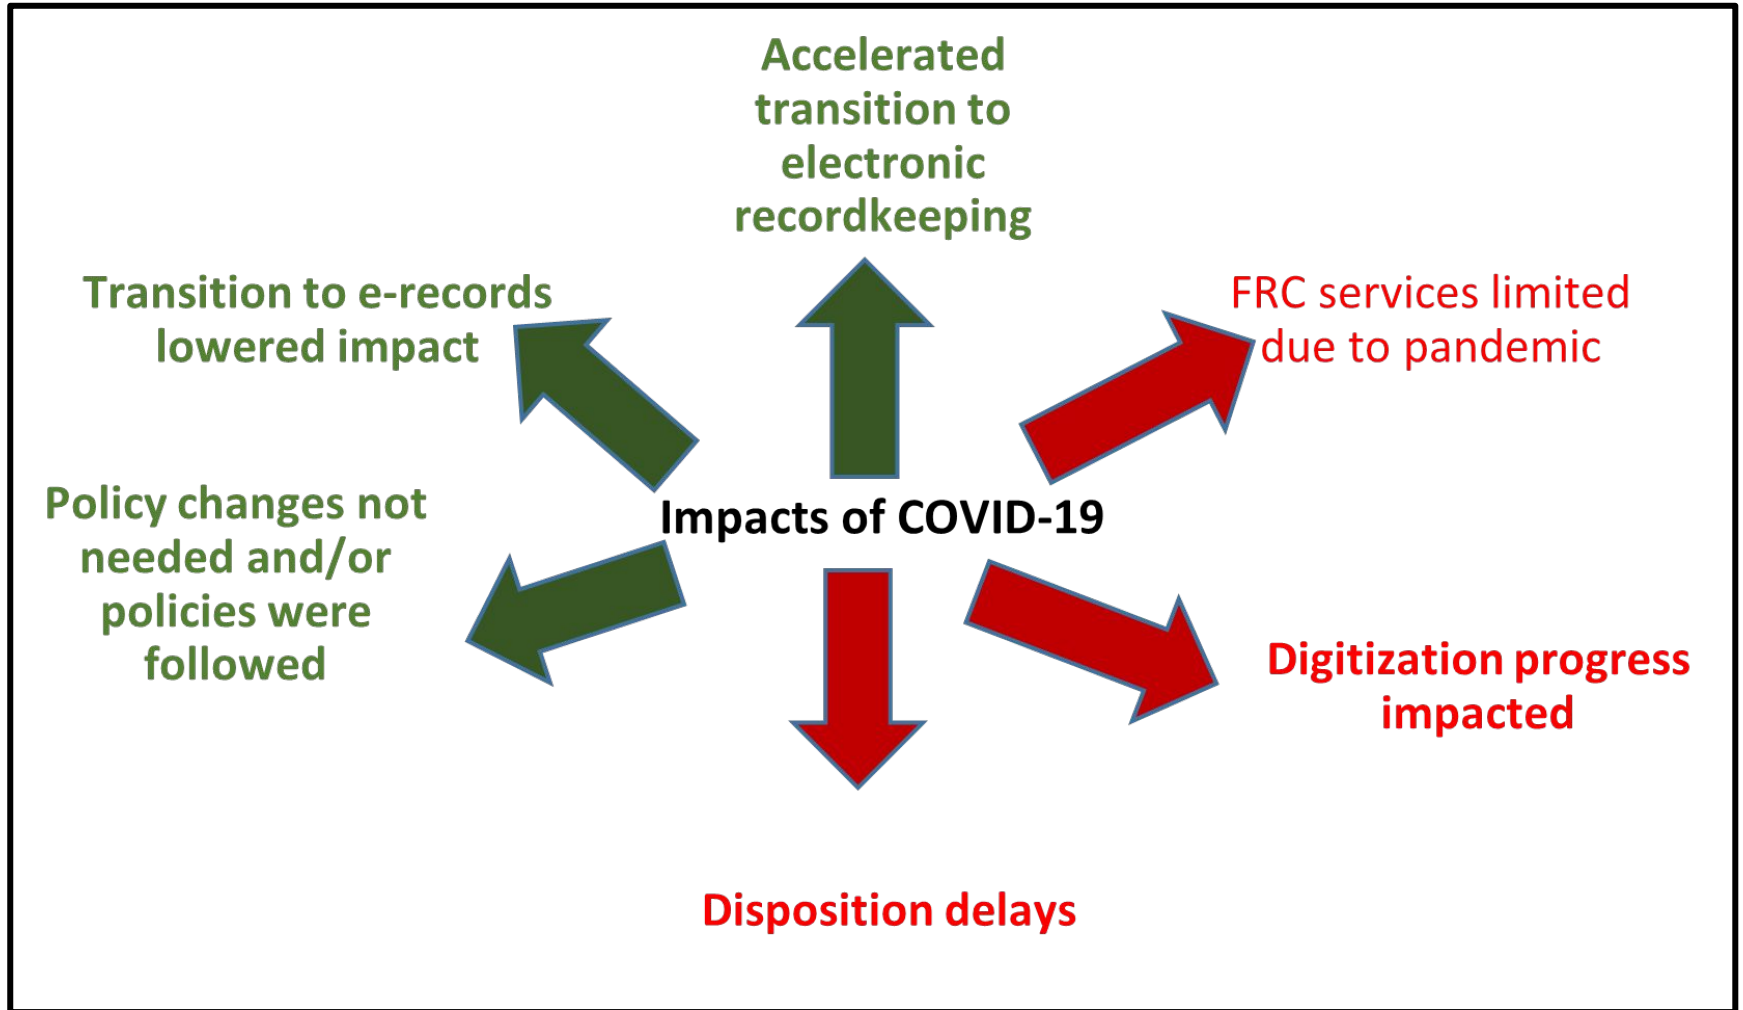 Accelerated
transition to
electronic
recordkeeping
Transition to e-records
lowered impact
FRC services limited
due to pandemic
Policy changes not
needed and/or
policies were
followed
Impacts of COVID-19
Digitization progress
impacted
Disposition delays